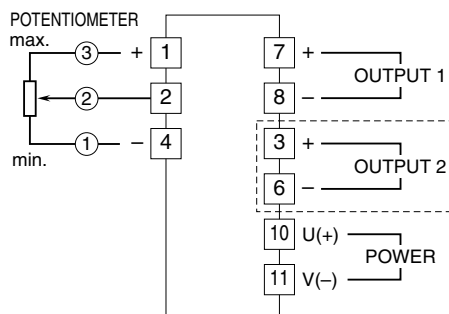 POTENTIOMETER
max.
③ + 1
② 2
① – 4
min.
7 +
OUTPUT 1
8 –
3 +
OUTPUT 2
6 –
10 U(+)
POWER
11 V(–)